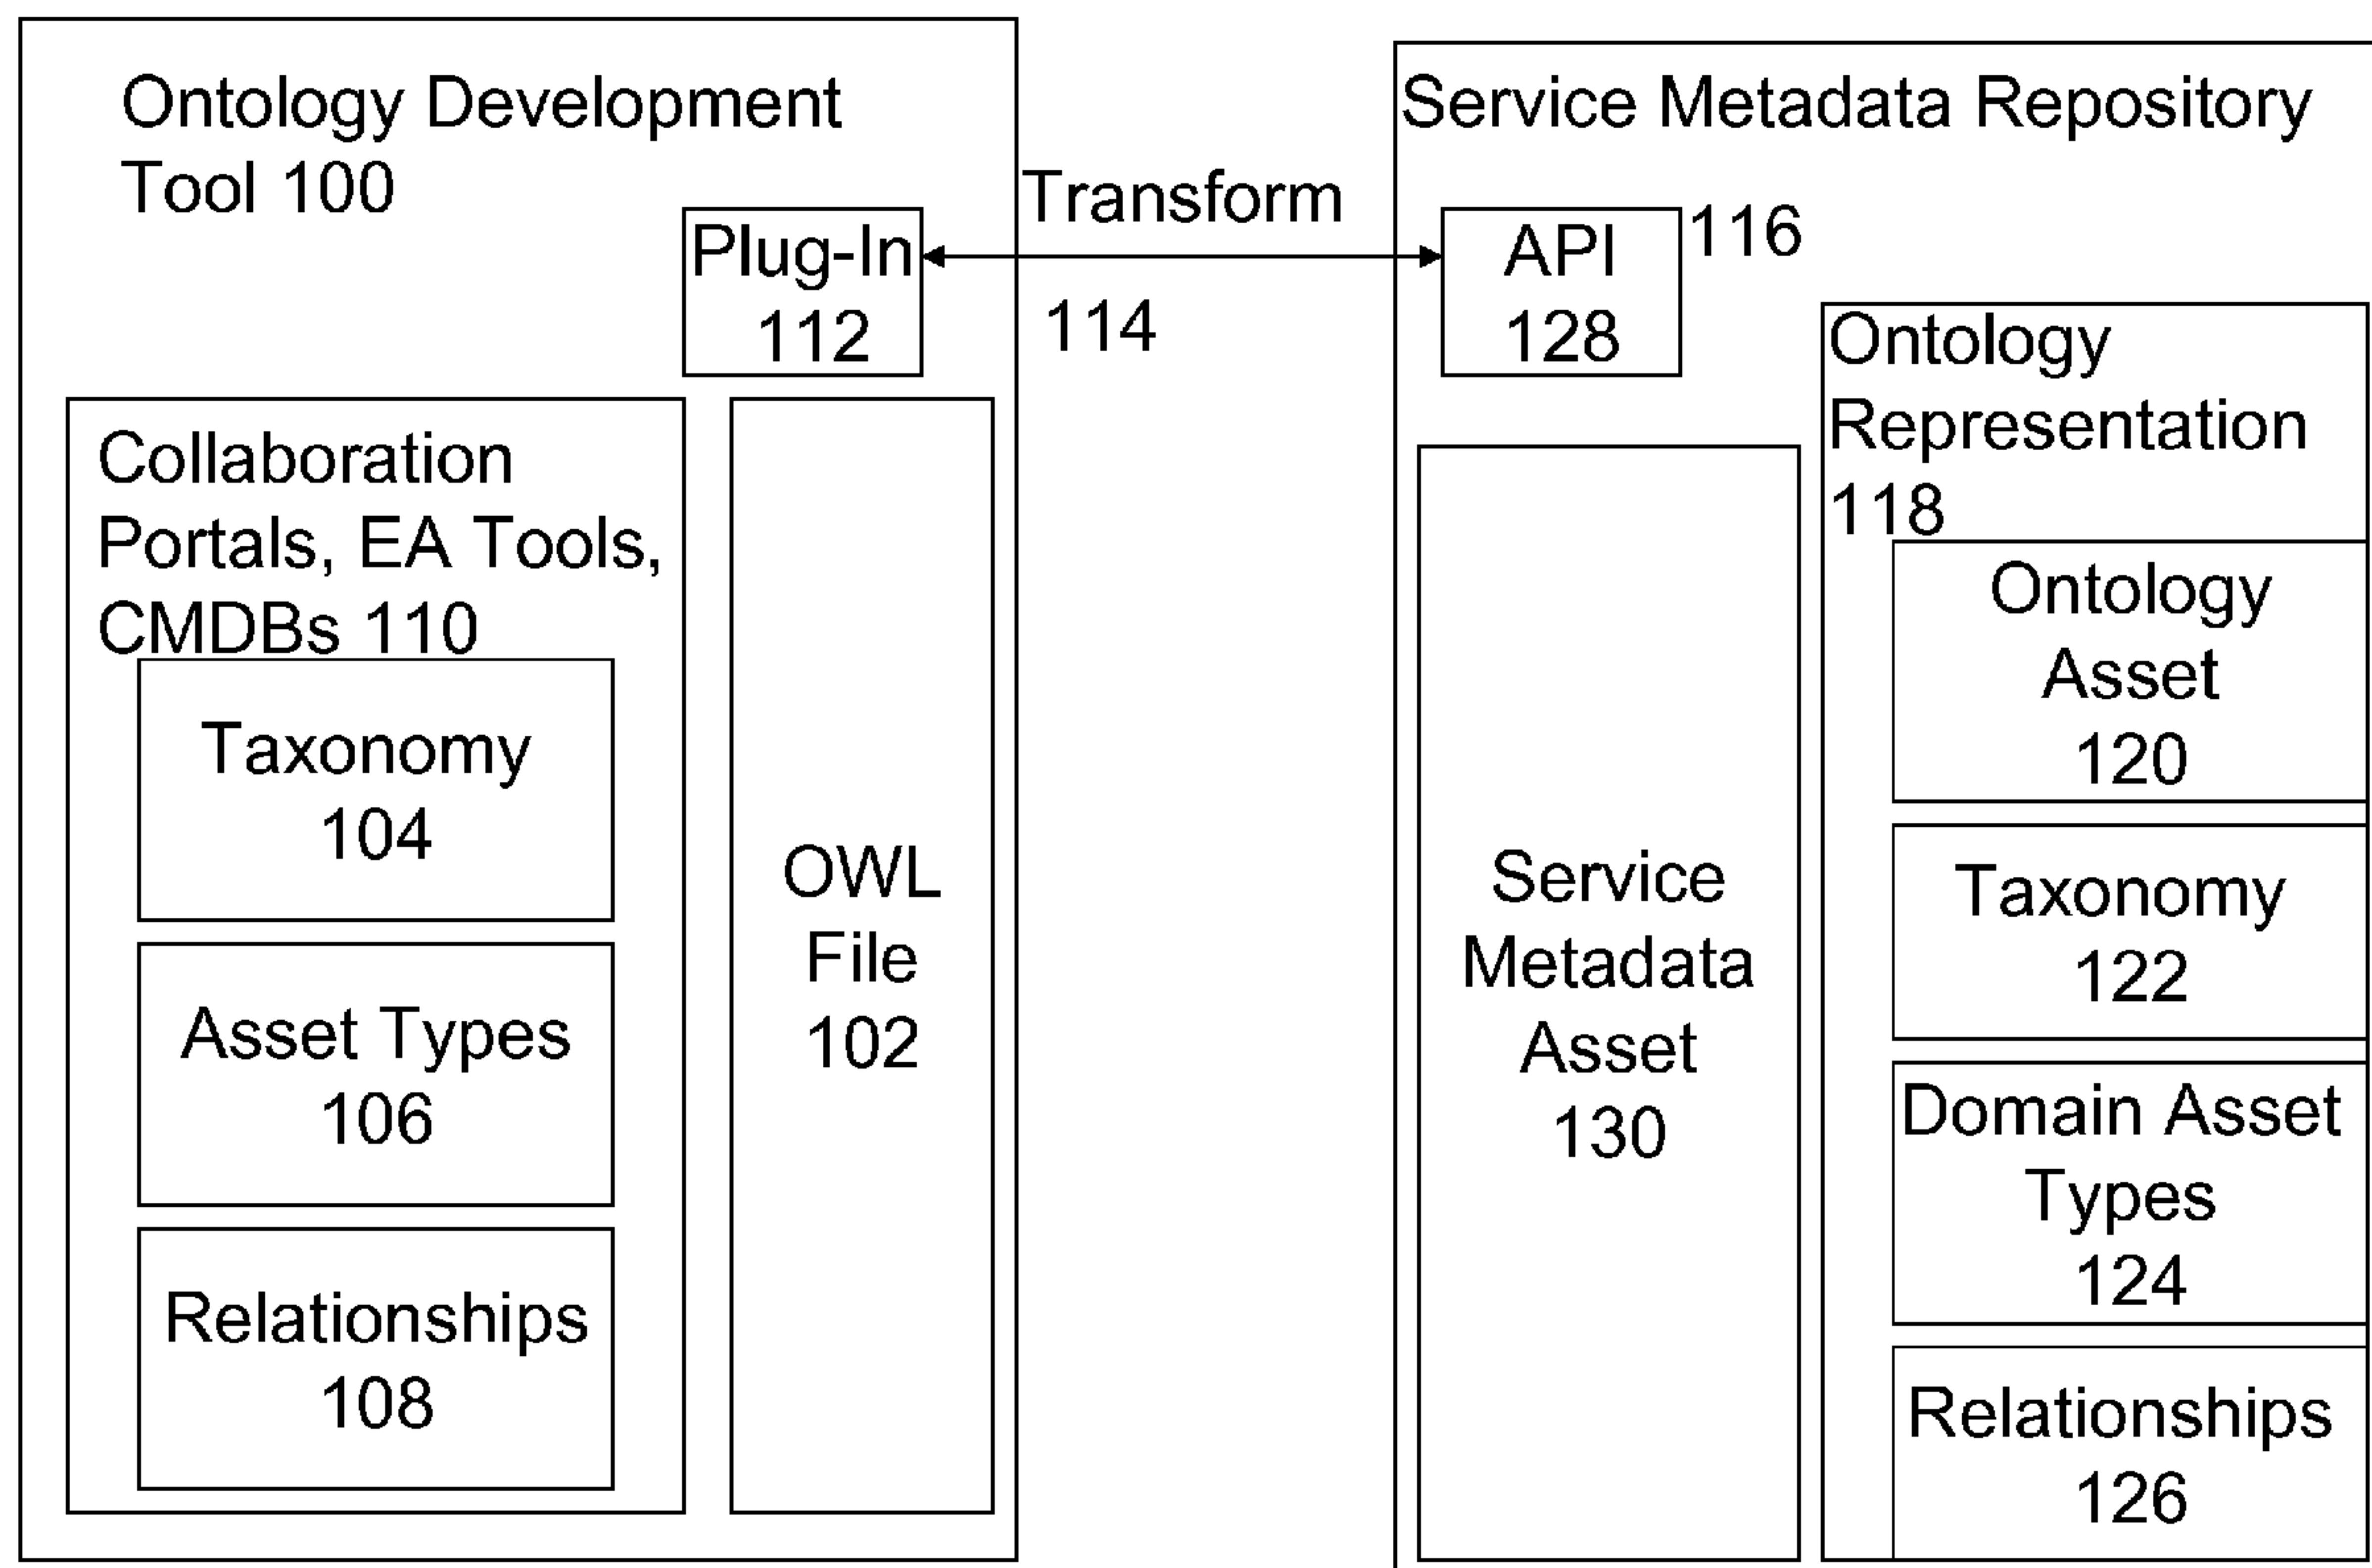 Ontology Development
Tool 100
Plug-In
112
Collaboration
Portals, EA Tools,
CMDBs 110
Taxonomy
104
Asset Types
106
Relationships
108
OWL
File
102
Transform
114
Service Metadata Repository
116
API
128
Service
Metadata
Asset
130
Ontology
Representation
118
Ontology
Asset
120
Taxonomy
122
Domain Asset
Types
124
Relationships
126